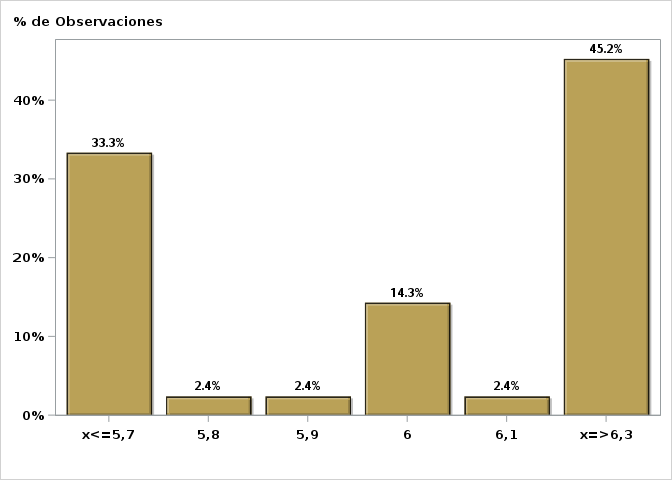 % de Observaciones
45.2%
40%
33.3%
30%
20%
14.3%
10%
2.4% 2.4% 2.4%
0%
x<=5,7 5,8 5,9 6 6,1 x=>6,3